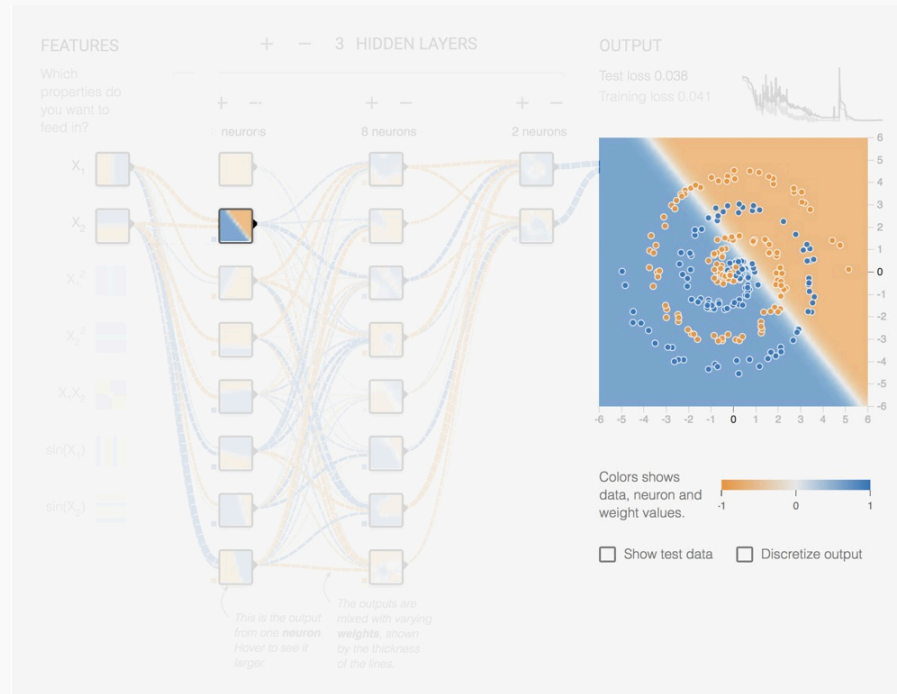 FEATURES
Which
properties do
you want to
feed in?
X₁
X₂
X₁²
X₂²
X₁X₂
sin(X₁)
sin(X₂)
+ − 3 HIDDEN LAYERS
+ −
neurons
+ −
8 neurons
+ −
2 neurons
This is the output
from one neuron.
Hover to see it
larger.
The outputs are
mixed with varying
weights, shown
by the thickness
of the lines.
OUTPUT
Test loss 0.038
Training loss 0.041
6
5
4
3
2
1
0
-1
-2
-3
-4
-5
-6
-6 -5 -4 -3 -2 -1 0 1 2 3 4 5 6
Colors shows
data, neuron and
weight values.
-1 0 1
Show test data
Discretize output